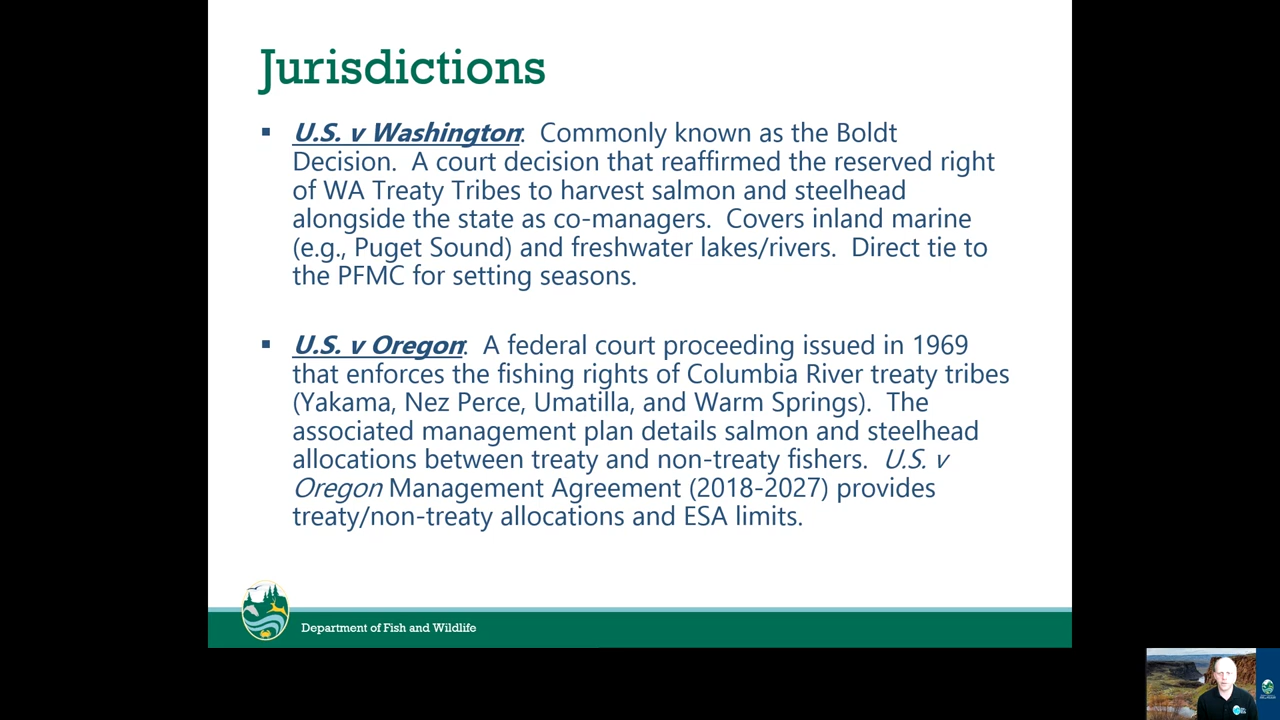 Jurisdictions
▪ U.S. v Washington: Commonly known as the Boldt
Decision. A court decision that reaffirmed the reserved right
of WA Treaty Tribes to harvest salmon and steelhead
alongside the state as co-managers. Covers inland marine
(e.g., Puget Sound) and freshwater lakes/rivers. Direct tie to
the PFMC for setting seasons.
▪ U.S. v Oregon: A federal court proceeding issued in 1969
that enforces the fishing rights of Columbia River treaty tribes
(Yakama, Nez Perce, Umatilla, and Warm Springs). The
associated management plan details salmon and steelhead
allocations between treaty and non-treaty fishers. U.S. v
Oregon Management Agreement (2018-2027) provides
treaty/non-treaty allocations and ESA limits.
Department of Fish and Wildlife